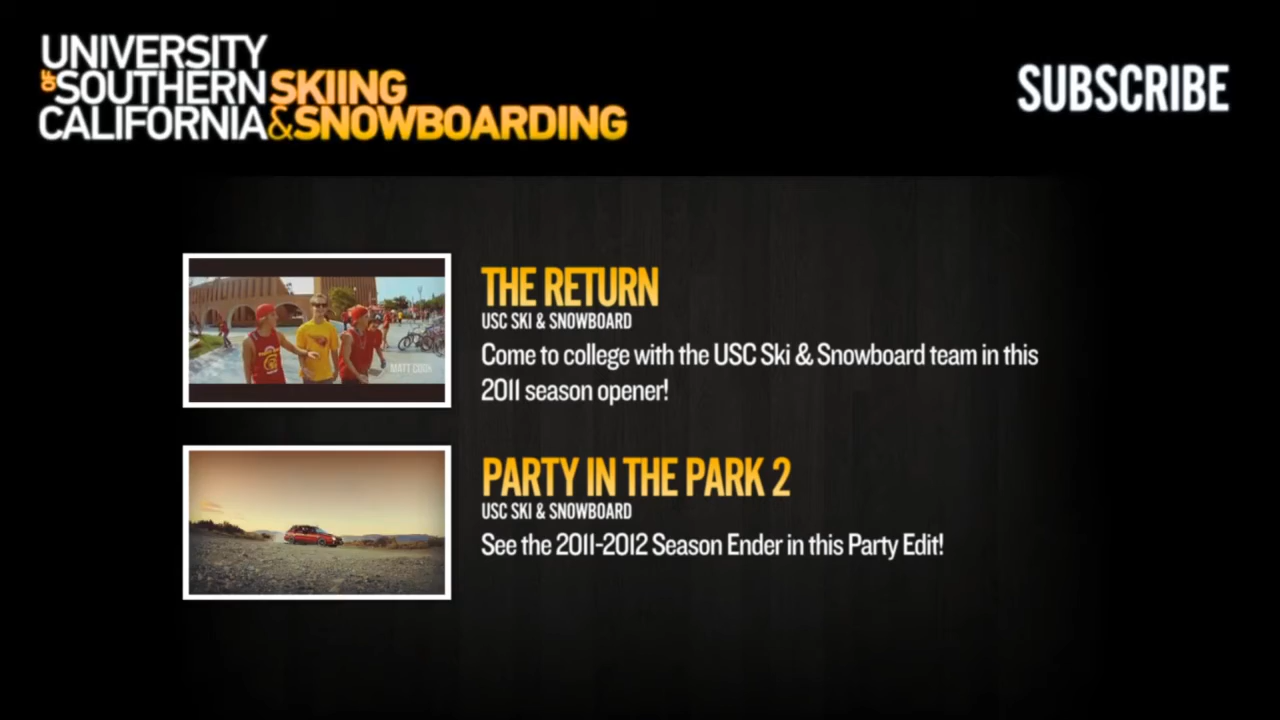 UNIVERSITY
OF SOUTHERN SKIING
CALIFORNIA & SNOWBOARDING
SUBSCRIBE
MATT COOK
THE RETURN
USC SKI & SNOWBOARD
Come to college with the USC Ski & Snowboard team in this
2011 season opener!
PARTY IN THE PARK 2
USC SKI & SNOWBOARD
See the 2011-2012 Season Ender in this Party Edit!